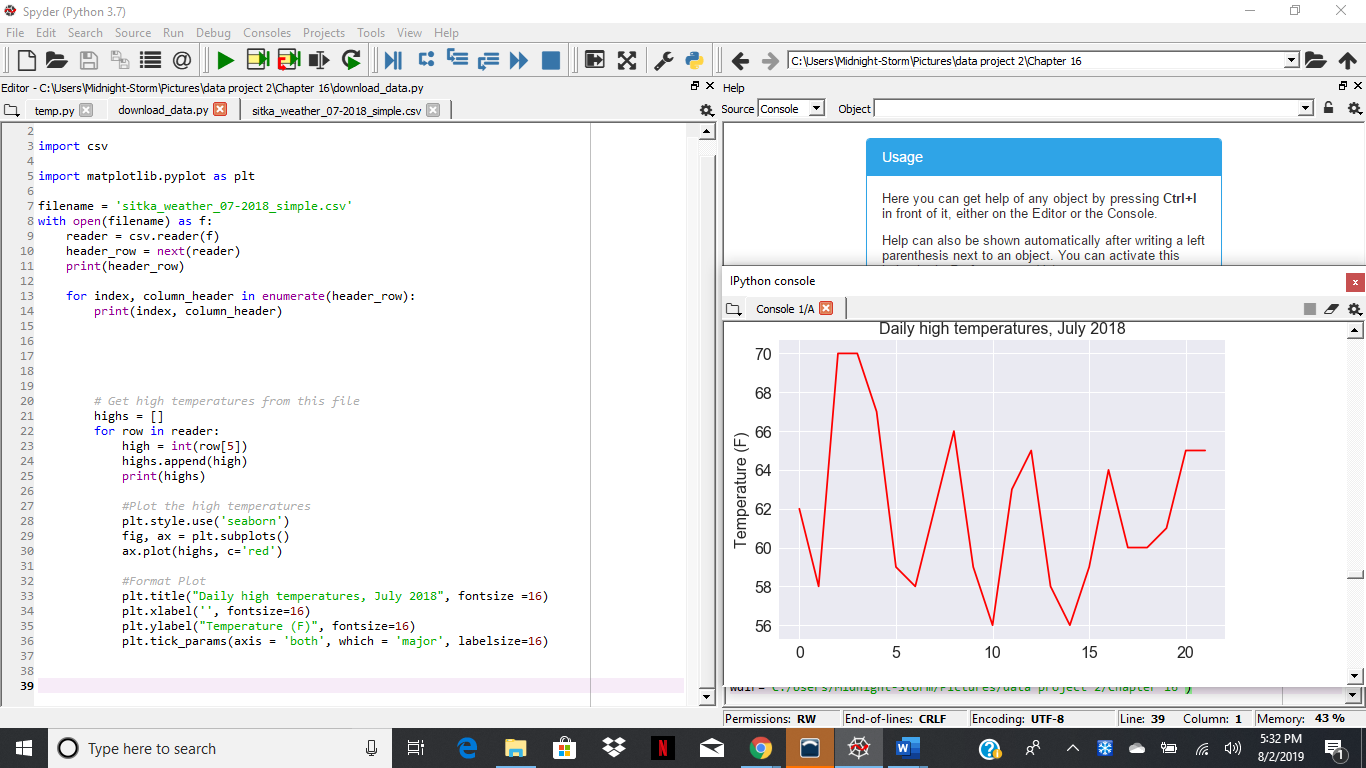 Spyder (Python 3.7)
File Edit Search Source Run Debug Consoles Projects Tools View Help
C:\Users\Midnight-Storm\Pictures\data project 2\Chapter 16
Editor - C:\Users\Midnight-Storm\Pictures\data project 2\Chapter 16\download_data.py
temp.py download_data.py sitka_weather_07-2018_simple.csv
2
3 import csv
4
5 import matplotlib.pyplot as plt
6
7 filename = 'sitka_weather_07-2018_simple.csv'
8 with open(filename) as f:
9     reader = csv.reader(f)
10     header_row = next(reader)
11     print(header_row)
12
13     for index, column_header in enumerate(header_row):
14         print(index, column_header)
15
16
17
18
19
20         # Get high temperatures from this file
21         highs = []
22         for row in reader:
23             high = int(row[5])
24             highs.append(high)
25             print(highs)
26
27             #Plot the high temperatures
28             plt.style.use('seaborn')
29             fig, ax = plt.subplots()
30             ax.plot(highs, c='red')
31
32             #Format Plot
33             plt.title("Daily high temperatures, July 2018", fontsize =16)
34             plt.xlabel('', fontsize=16)
35             plt.ylabel("Temperature (F)", fontsize=16)
36             plt.tick_params(axis = 'both', which = 'major', labelsize=16)
37
38
39
Help
Source Console Object
Usage
Here you can get help of any object by pressing Ctrl+I
in front of it, either on the Editor or the Console.
Help can also be shown automatically after writing a left
parenthesis next to an object. You can activate this
IPython console
Console 1/A
Daily high temperatures, July 2018
Temperature (F)
70
68
66
64
62
60
58
56
0 5 10 15 20
wdir='C:/Users/Midnight-Storm/Pictures/data project 2/Chapter 16')
Permissions: RW End-of-lines: CRLF Encoding: UTF-8 Line: 39 Column: 1 Memory: 43 %
Type here to search
5:32 PM
8/2/2019